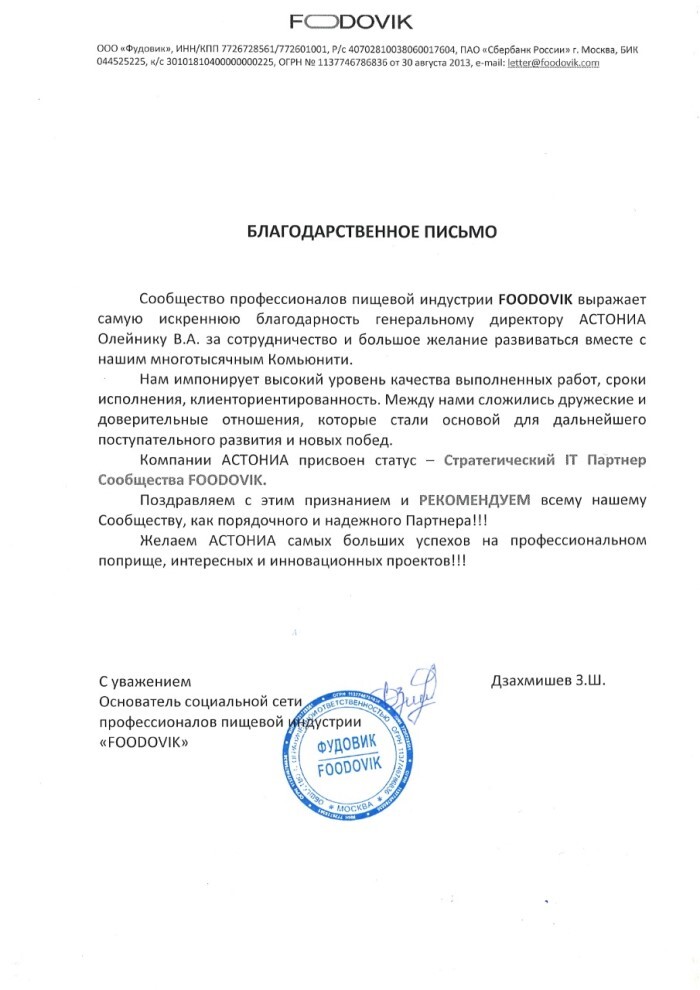 FOODOVIK
ООО «Фудовик», ИНН/КПП 7726728561/772601001, Р/с 40702810038060017604, ПАО «Сбербанк России» г. Москва, БИК
044525225, к/с 30101810400000000225, ОГРН № 1137746786836 от 30 августа 2013, e-mail: letter@foodovik.com
БЛАГОДАРСТВЕННОЕ ПИСЬМО
Сообщество профессионалов пищевой индустрии FOODOVIK выражает
самую искреннюю благодарность генеральному директору АСТОНИА
Олейнику В.А. за сотрудничество и большое желание развиваться вместе с
нашим многотысячным Комьюнити.
Нам импонирует высокий уровень качества выполненных работ, сроки
исполнения, клиенториентированность. Между нами сложились дружеские и
доверительные отношения, которые стали основой для дальнейшего
поступательного развития и новых побед.
Компании АСТОНИА присвоен статус – Стратегический IT Партнер
Сообщества FOODOVIK.
Поздравляем с этим признанием и РЕКОМЕНДУЕМ всему нашему
Сообществу, как порядочного и надежного Партнера!!!
Желаем АСТОНИА самых больших успехов на профессиональном
поприще, интересных и инновационных проектов!!!
С уважением
Дзахмишев З.Ш.
Основатель социальной сети
профессионалов пищевой индустрии
«FOODOVIK»
ФУДОВИК
FOODOVIK
МОСКВА
ОТВЕТСТВЕННОСТЬЮ ОГРН 1137746786836